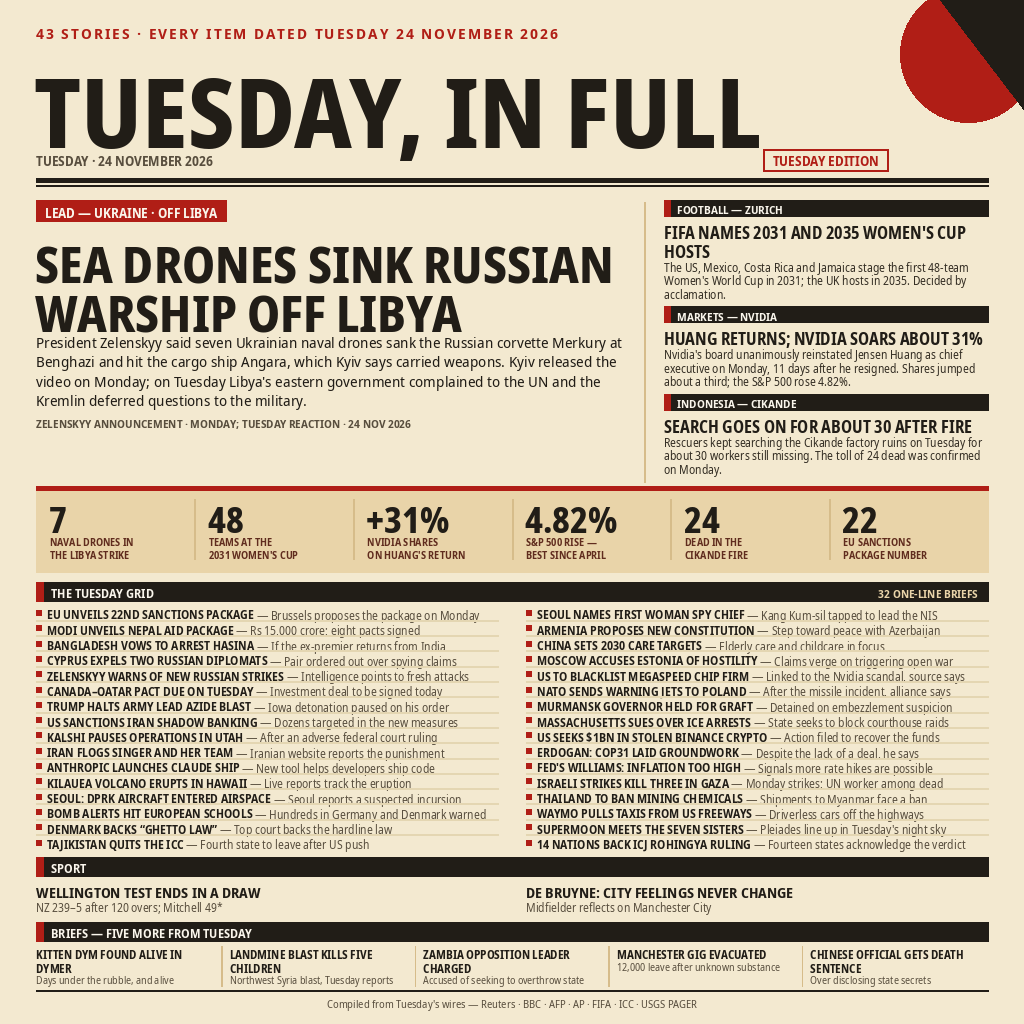 43 STORIES · EVERY ITEM DATED TUESDAY 24 NOVEMBER 2026
TUESDAY, IN FULL
TUESDAY · 24 NOVEMBER 2026
TUESDAY EDITION
LEAD — UKRAINE · OFF LIBYA
SEA DRONES SINK RUSSIAN
WARSHIP OFF LIBYA
President Zelenskyy said seven Ukrainian naval drones sank the Russian corvette Merkury at
Benghazi and hit the cargo ship Angara, which Kyiv says carried weapons. Kyiv released the
video on Monday; on Tuesday Libya's eastern government complained to the UN and the
Kremlin deferred questions to the military.
ZELENSKYY ANNOUNCEMENT · MONDAY; TUESDAY REACTION · 24 NOV 2026
FOOTBALL — ZURICH
FIFA NAMES 2031 AND 2035 WOMEN'S CUP
HOSTS
The US, Mexico, Costa Rica and Jamaica stage the first 48-team
Women's World Cup in 2031; the UK hosts in 2035. Decided by
acclamation.
MARKETS — NVIDIA
HUANG RETURNS; NVIDIA SOARS ABOUT 31%
Nvidia's board unanimously reinstated Jensen Huang as chief
executive on Monday, 11 days after he resigned. Shares jumped
about a third; the S&P 500 rose 4.82%.
INDONESIA — CIKANDE
SEARCH GOES ON FOR ABOUT 30 AFTER FIRE
Rescuers kept searching the Cikande factory ruins on Tuesday for
about 30 workers still missing. The toll of 24 dead was confirmed
on Monday.
7
NAVAL DRONES IN
THE LIBYA STRIKE
48
TEAMS AT THE
2031 WOMEN'S CUP
+31%
NVIDIA SHARES
ON HUANG'S RETURN
4.82%
S&P 500 RISE —
BEST SINCE APRIL
24
DEAD IN THE
CIKANDE FIRE
22
EU SANCTIONS
PACKAGE NUMBER
THE TUESDAY GRID
32 ONE-LINE BRIEFS
EU UNVEILS 22ND SANCTIONS PACKAGE — Brussels proposes the package on Monday
MODI UNVEILS NEPAL AID PACKAGE — Rs 15,000 crore; eight pacts signed
BANGLADESH VOWS TO ARREST HASINA — If the ex-premier returns from India
CYPRUS EXPELS TWO RUSSIAN DIPLOMATS — Pair ordered out over spying claims
ZELENSKYY WARNS OF NEW RUSSIAN STRIKES — Intelligence points to fresh attacks
CANADA–QATAR PACT DUE ON TUESDAY — Investment deal to be signed today
TRUMP HALTS ARMY LEAD AZIDE BLAST — Iowa detonation paused on his order
US SANCTIONS IRAN SHADOW BANKING — Dozens targeted in the new measures
KALSHI PAUSES OPERATIONS IN UTAH — After an adverse federal court ruling
IRAN FLOGS SINGER AND HER TEAM — Iranian website reports the punishment
ANTHROPIC LAUNCHES CLAUDE SHIP — New tool helps developers ship code
KILAUEA VOLCANO ERUPTS IN HAWAII — Live reports track the eruption
SEOUL: DPRK AIRCRAFT ENTERED AIRSPACE — Seoul reports a suspected incursion
BOMB ALERTS HIT EUROPEAN SCHOOLS — Hundreds in Germany and Denmark warned
DENMARK BACKS “GHETTO LAW” — Top court backs the hardline law
TAJIKISTAN QUITS THE ICC — Fourth state to leave after US push
SEOUL NAMES FIRST WOMAN SPY CHIEF — Kang Kum-sil tapped to lead the NIS
ARMENIA PROPOSES NEW CONSTITUTION — Step toward peace with Azerbaijan
CHINA SETS 2030 CARE TARGETS — Elderly care and childcare in focus
MOSCOW ACCUSES ESTONIA OF HOSTILITY — Claims verge on triggering open war
US TO BLACKLIST MEGASPEED CHIP FIRM — Linked to the Nvidia scandal, source says
NATO SENDS WARNING JETS TO POLAND — After the missile incident, alliance says
MURMANSK GOVERNOR HELD FOR GRAFT — Detained on embezzlement suspicion
MASSACHUSETTS SUES OVER ICE ARRESTS — State seeks to block courthouse raids
US SEEKS $1BN IN STOLEN BINANCE CRYPTO — Action filed to recover the funds
ERDOGAN: COP31 LAID GROUNDWORK — Despite the lack of a deal, he says
FED'S WILLIAMS: INFLATION TOO HIGH — Signals more rate hikes are possible
ISRAELI STRIKES KILL THREE IN GAZA — Monday strikes: UN worker among dead
THAILAND TO BAN MINING CHEMICALS — Shipments to Myanmar face a ban
WAYMO PULLS TAXIS FROM US FREEWAYS — Driverless cars off the highways
SUPERMOON MEETS THE SEVEN SISTERS — Pleiades line up in Tuesday's night sky
14 NATIONS BACK ICJ ROHINGYA RULING — Fourteen states acknowledge the verdict
SPORT
WELLINGTON TEST ENDS IN A DRAW
NZ 239–5 after 120 overs; Mitchell 49*
DE BRUYNE: CITY FEELINGS NEVER CHANGE
Midfielder reflects on Manchester City
BRIEFS — FIVE MORE FROM TUESDAY
KITTEN DYM FOUND ALIVE IN
DYMER
Days under the rubble, and alive
LANDMINE BLAST KILLS FIVE
CHILDREN
Northwest Syria blast, Tuesday reports
ZAMBIA OPPOSITION LEADER
CHARGED
Accused of seeking to overthrow state
MANCHESTER GIG EVACUATED
12,000 leave after unknown substance
CHINESE OFFICIAL GETS DEATH
SENTENCE
Over disclosing state secrets
Compiled from Tuesday's wires — Reuters · BBC · AFP · AP · FIFA · ICC · USGS PAGER